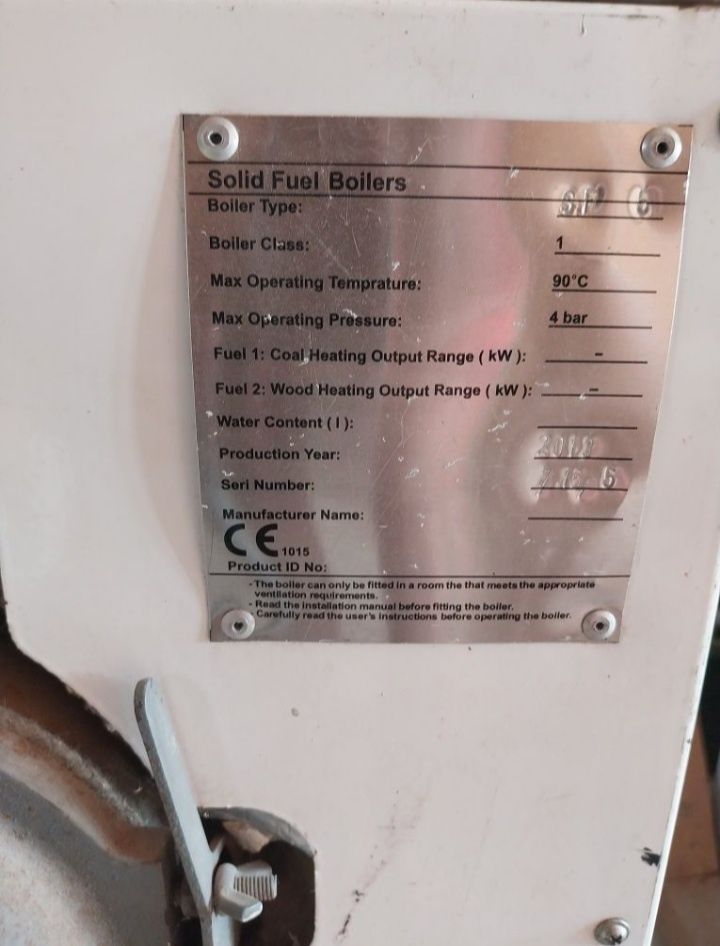 Solid Fuel Boilers
Boiler Type:
Boiler Class: 1
Max Operating Temprature: 90°C
Max Operating Pressure: 4 bar
Fuel 1: Coal Heating Output Range ( kW ): -
Fuel 2: Wood Heating Output Range ( kW ): -
Water Content ( l ):
Production Year:
Seri Number:
Manufacturer Name:
CE 1015
Product ID No:
- The boiler can only be fitted in a room the that meets the appropriate
ventilation requirements.
- Read the installation manual before fitting the boiler.
- Carefully read the user's instructions before operating the boiler.